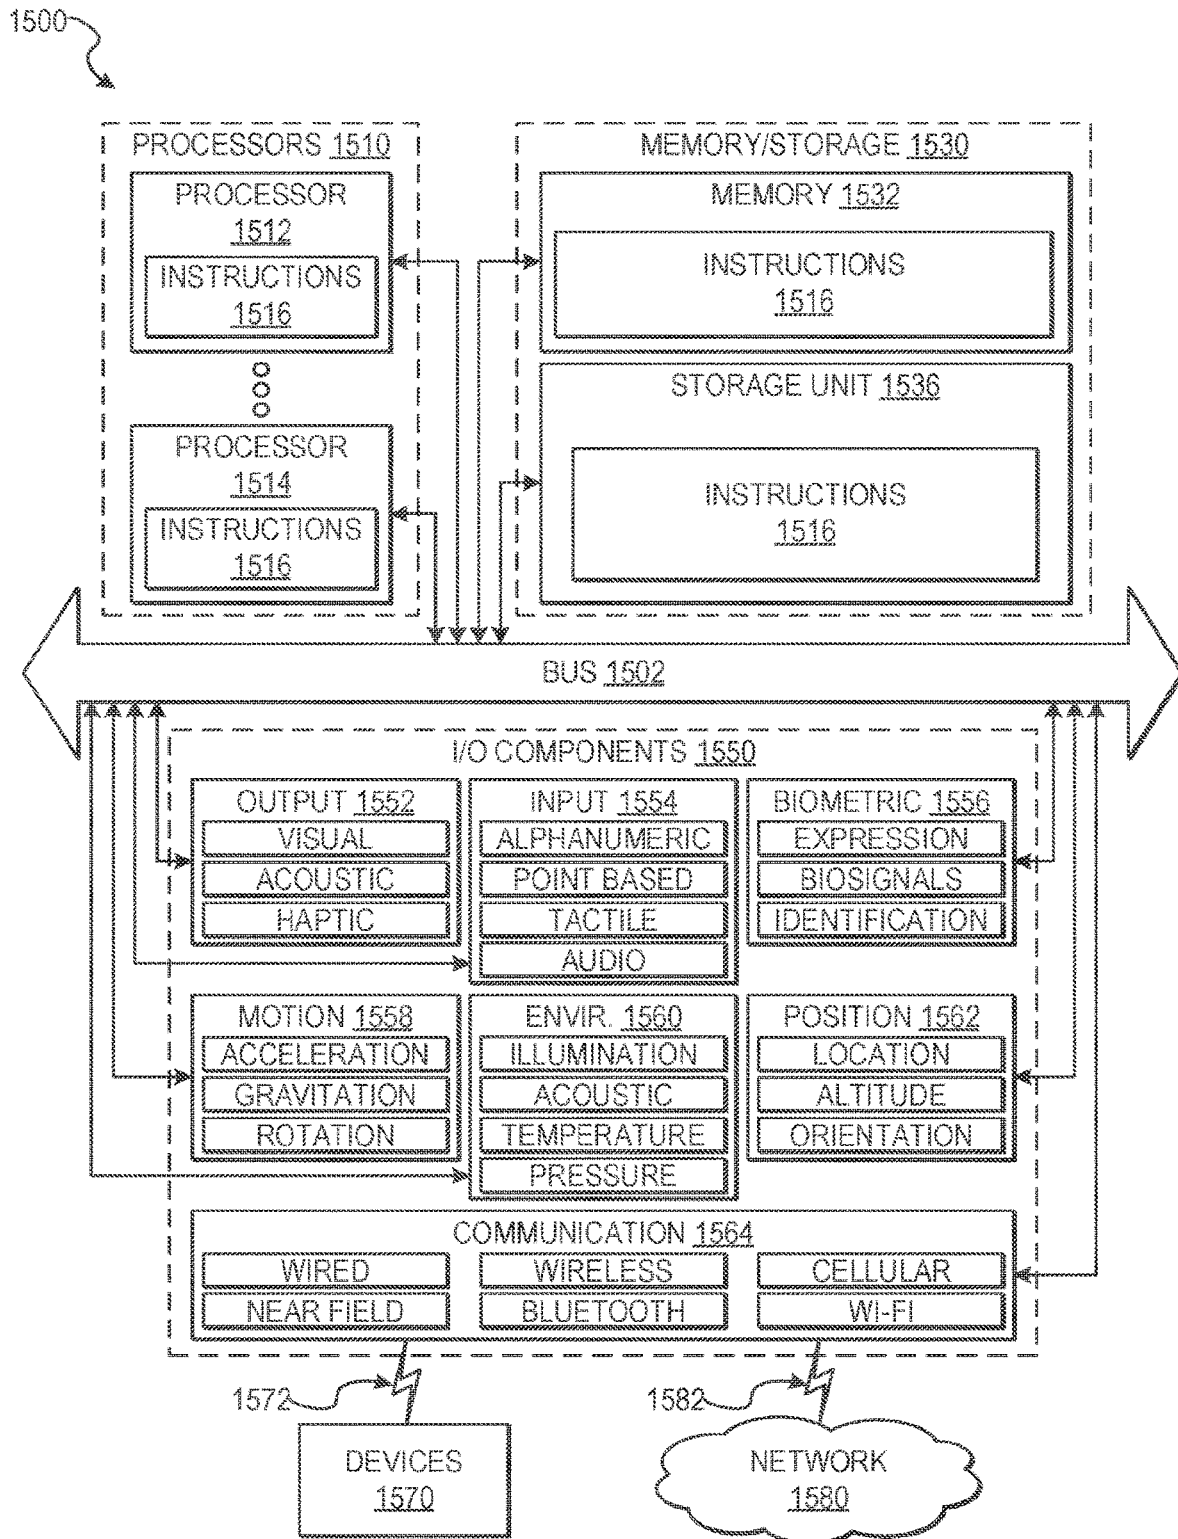 1500
PROCESSORS 1510
PROCESSOR
1512
INSTRUCTIONS
1516
PROCESSOR
1514
INSTRUCTIONS
1516
MEMORY/STORAGE 1530
MEMORY 1532
INSTRUCTIONS
1516
STORAGE UNIT 1536
INSTRUCTIONS
1516
BUS 1502
I/O COMPONENTS 1550
OUTPUT 1552
VISUAL
ACOUSTIC
HAPTIC
INPUT 1554
ALPHANUMERIC
POINT BASED
TACTILE
AUDIO
BIOMETRIC 1556
EXPRESSION
BIOSIGNALS
IDENTIFICATION
MOTION 1558
ACCELERATION
GRAVITATION
ROTATION
ENVIR. 1560
ILLUMINATION
ACOUSTIC
TEMPERATURE
PRESSURE
POSITION 1562
LOCATION
ALTITUDE
ORIENTATION
COMMUNICATION 1564
WIRED
WIRELESS
CELLULAR
NEAR FIELD
BLUETOOTH
WI-FI
1572
1582
DEVICES
1570
NETWORK
1580